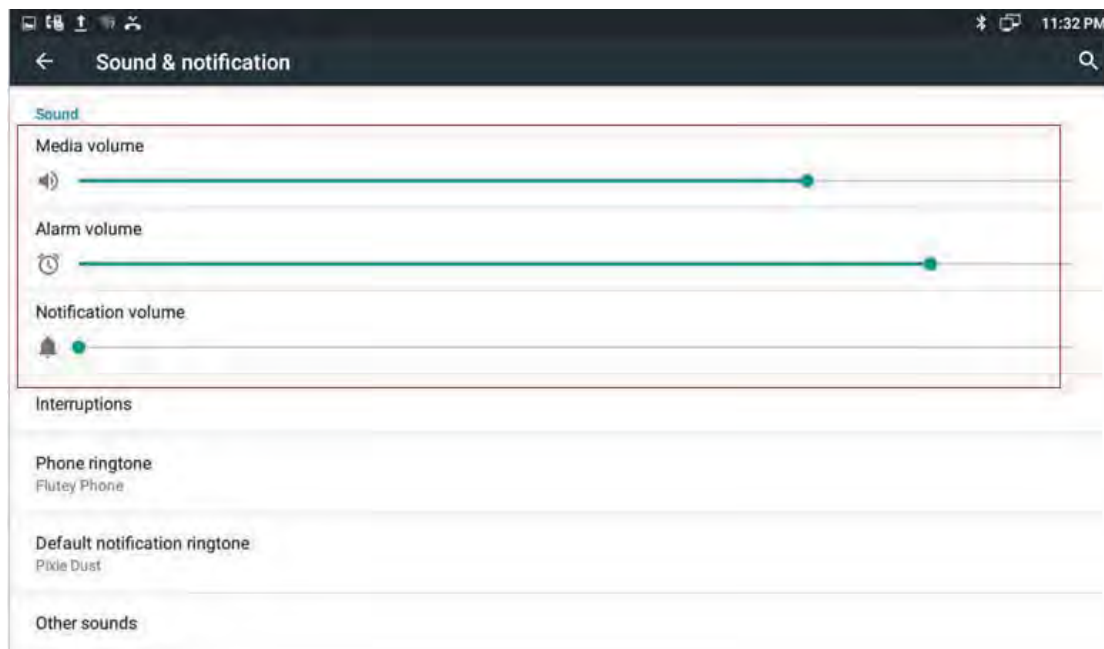 11:32 PM
Sound & notification
Sound
Media volume
Alarm volume
Notification volume
Interruptions
Phone ringtone
Flutey Phone
Default notification ringtone
Pixie Dust
Other sounds